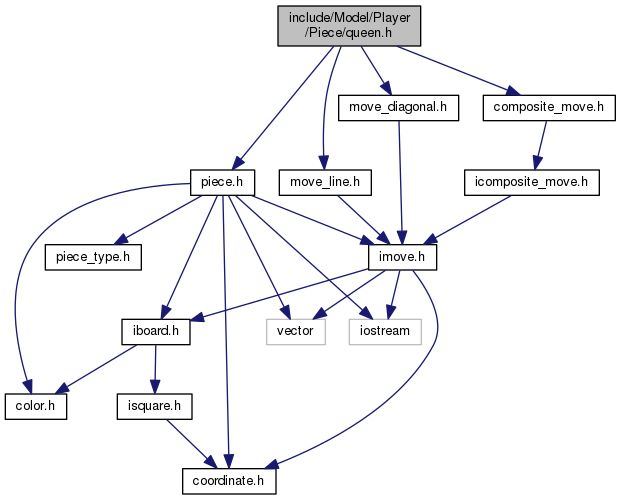 include/Model/Player
/Piece/queen.h
move_diagonal.h
composite_move.h
piece.h
move_line.h
icomposite_move.h
piece_type.h
imove.h
iboard.h
vector
iostream
color.h
isquare.h
coordinate.h